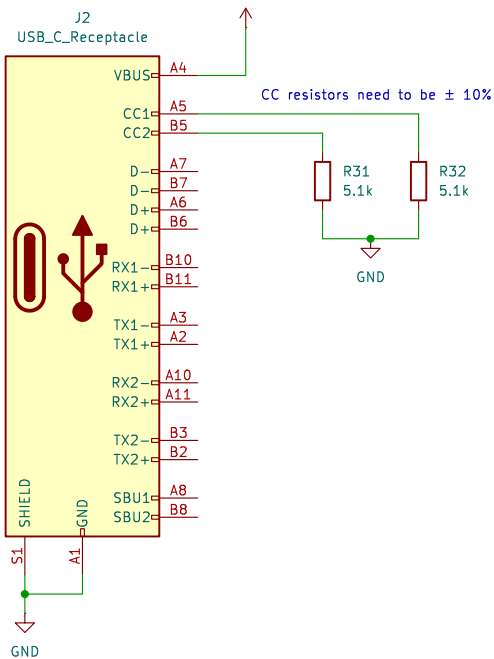 J2
USB_C_Receptacle
VBUS A4
CC resistors need to be ± 10%
CC1 A5
CC2 B5
D- A7
R31 R32
5.1k 5.1k
D- B7
D+ A6
D+ B6
GND
RX1- B10
RX1+ B11
TX1- A3
TX1+ A2
RX2- A10
RX2+ A11
TX2- B3
TX2+ B2
SBU1 A8
SBU2 B8
SHIELD
GND
S1
A1
GND